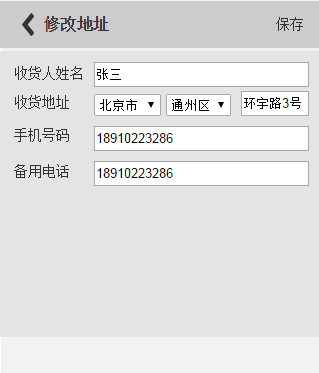 修改地址 保存
收货人姓名 张三
收货地址 北京市 通州区 环宇路3号
手机号码 18910223286
备用电话 18910223286